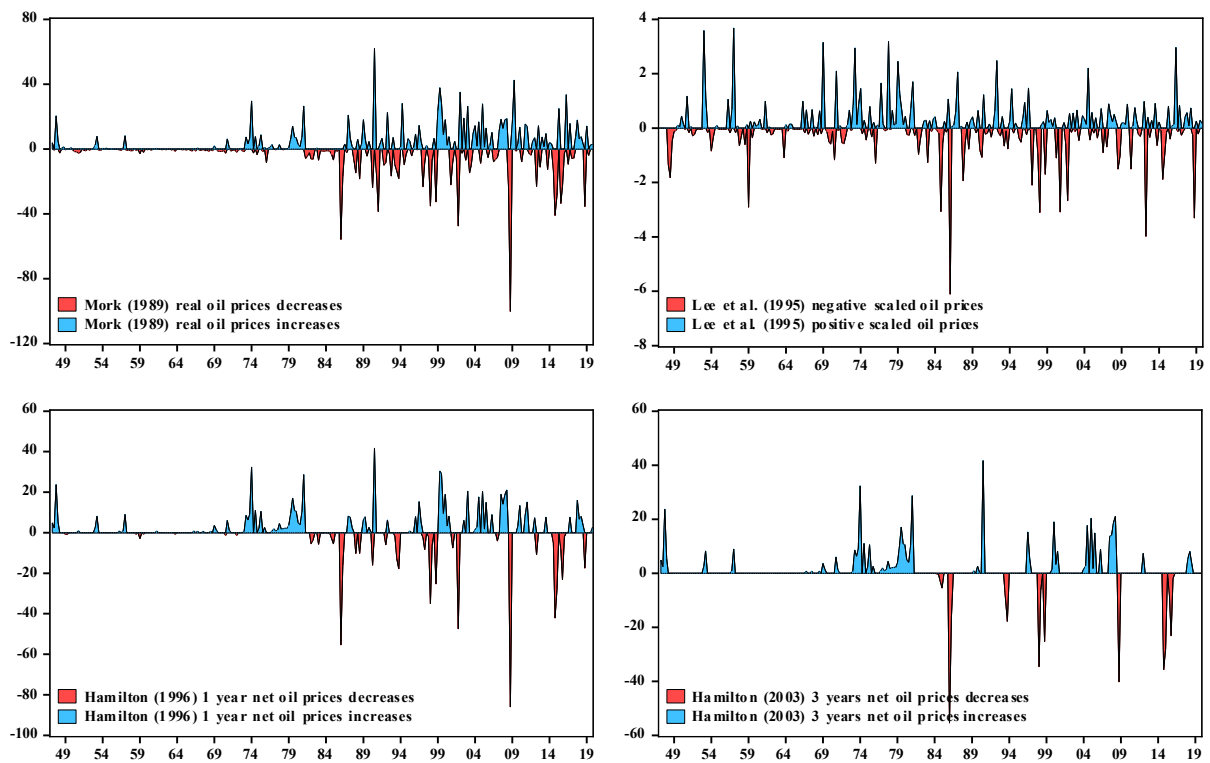 80
40
0
-40
-80
-120
Mork (1989) real oil prices decreases
Mork (1989) real oil prices increases
49 54 59 64 69 74 79 84 89 94 99 04 09 14 19
4
2
0
-2
-4
-6
-8
Lee et al. (1995) negative scaled oil prices
Lee et al. (1995) positive scaled oil prices
49 54 59 64 69 74 79 84 89 94 99 04 09 14 19
60
40
20
0
-20
-40
-60
-80
-100
Hamilton (1996) 1 year net oil prices decreases
Hamilton (1996) 1 year net oil prices increases
49 54 59 64 69 74 79 84 89 94 99 04 09 14 19
60
40
20
0
-20
-40
-60
Hamilton (2003) 3 years net oil prices decreases
Hamilton (2003) 3 years net oil prices increases
49 54 59 64 69 74 79 84 89 94 99 04 09 14 19